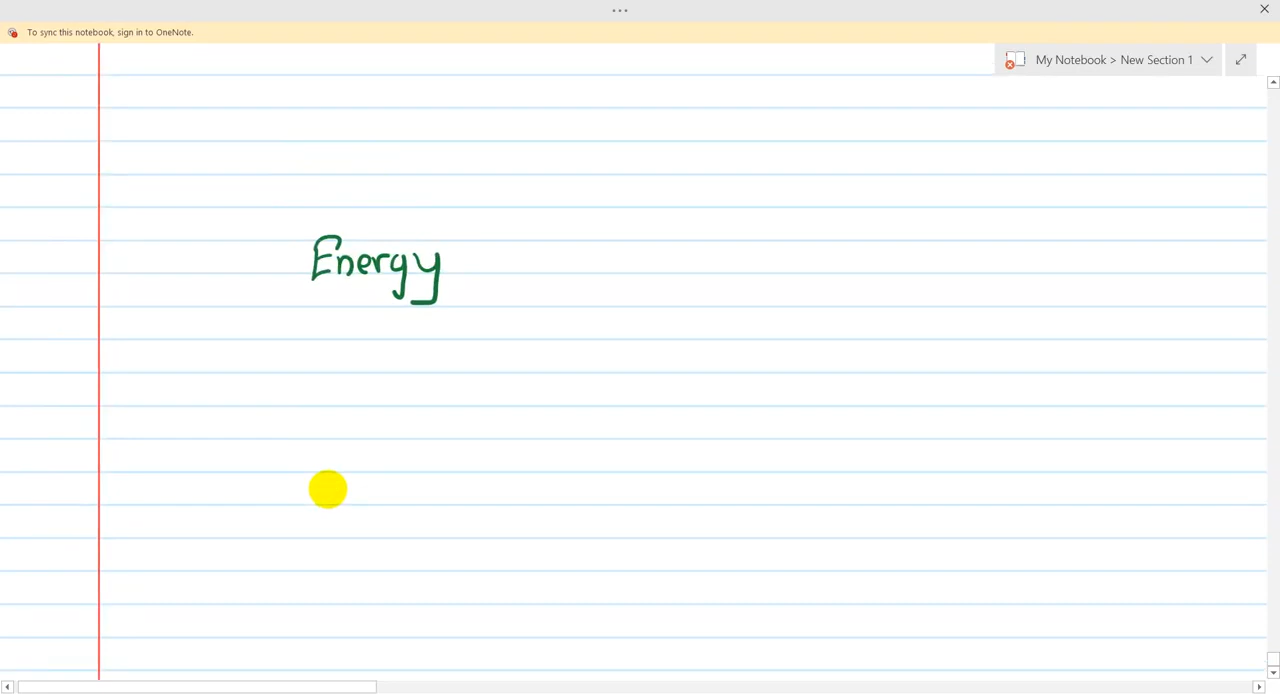 To sync this notebook, sign in to OneNote.
My Notebook > New Section 1
Energy